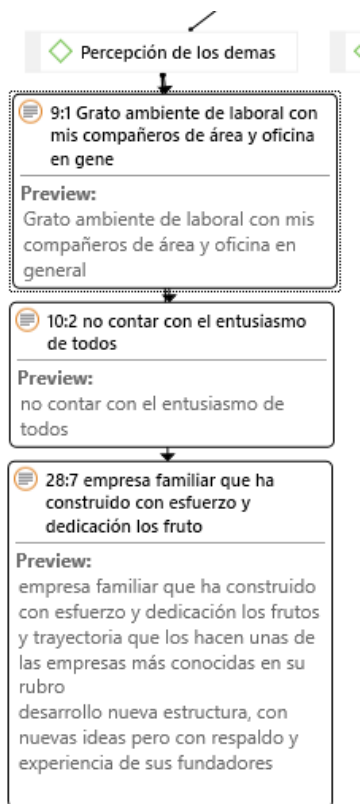 Percepción de los demas
9:1 Grato ambiente de laboral con
mis compañeros de área y oficina
en gene
Preview:
Grato ambiente de laboral con mis
compañeros de área y oficina en
general
10:2 no contar con el entusiasmo
de todos
Preview:
no contar con el entusiasmo de
todos
28:7 empresa familiar que ha
construido con esfuerzo y
dedicación los fruto
Preview:
empresa familiar que ha construido
con esfuerzo y dedicación los frutos
y trayectoria que los hacen unas de
las empresas más conocidas en su
rubro
desarrollo nueva estructura, con
nuevas ideas pero con respaldo y
experiencia de sus fundadores